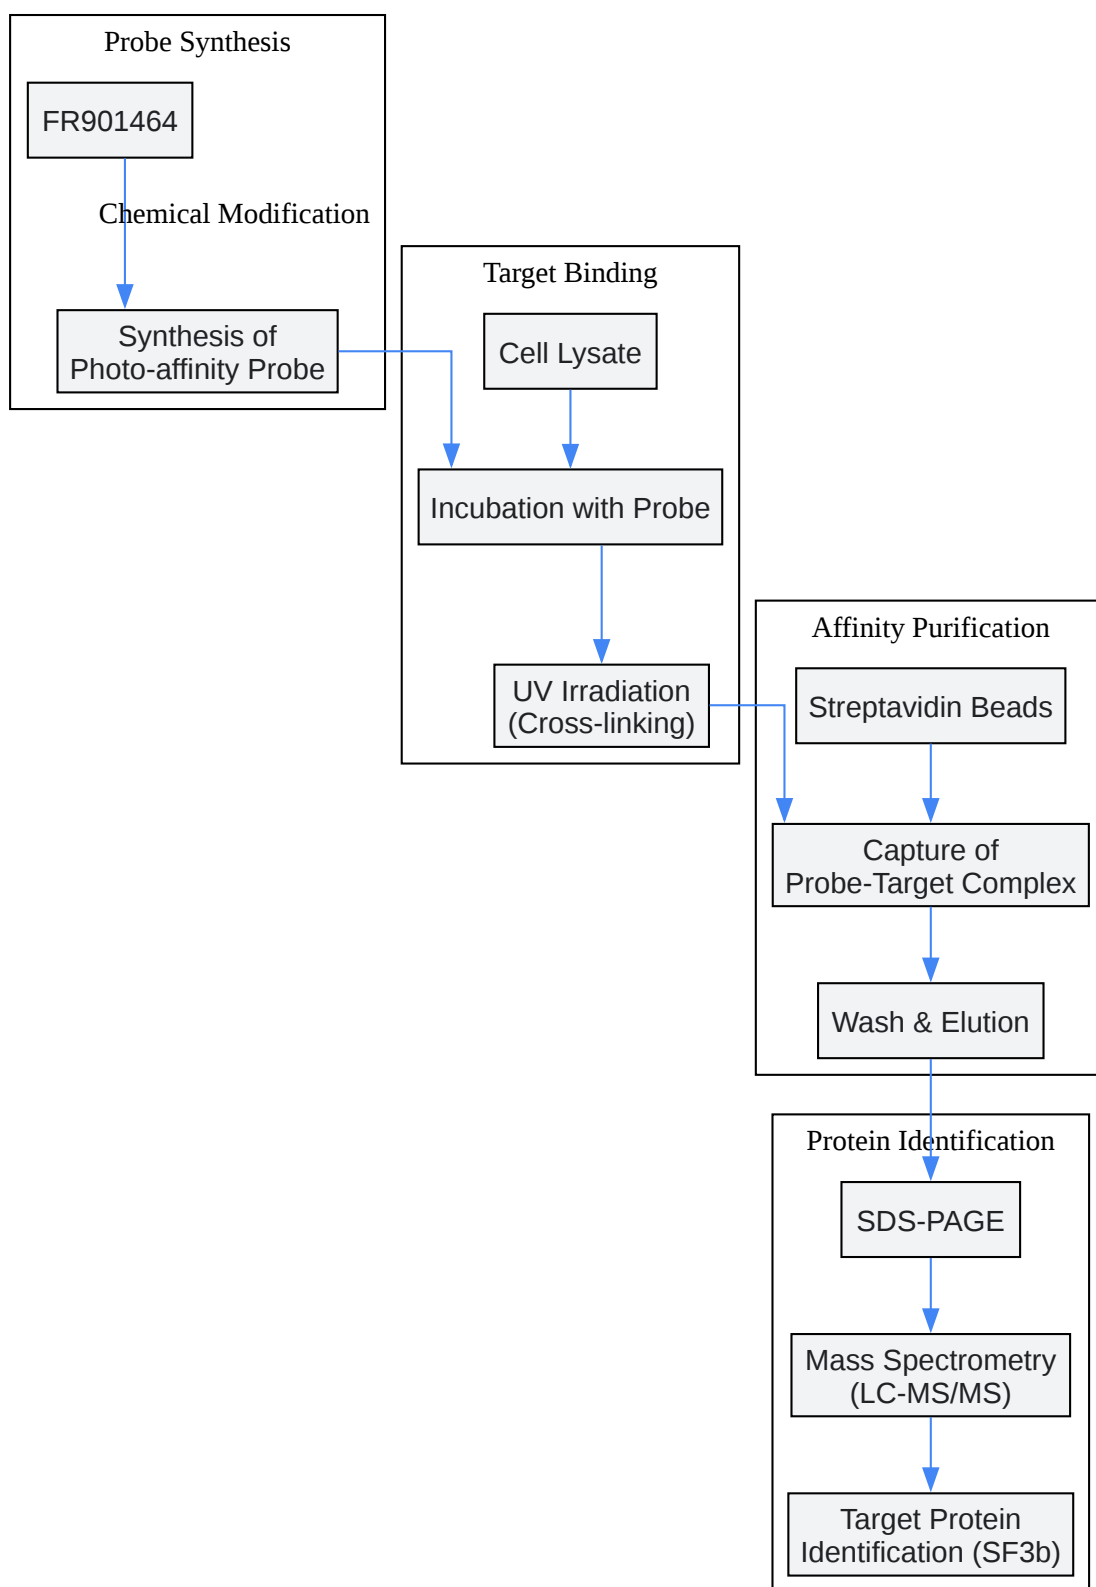 Probe Synthesis
FR901464
Chemical Modification
Synthesis of
Photo-affinity Probe
Target Binding
Cell Lysate
Incubation with Probe
UV Irradiation
(Cross-linking)
Affinity Purification
Streptavidin Beads
Capture of
Probe-Target Complex
Wash & Elution
Protein Identification
SDS-PAGE
Mass Spectrometry
(LC-MS/MS)
Target Protein
Identification (SF3b)